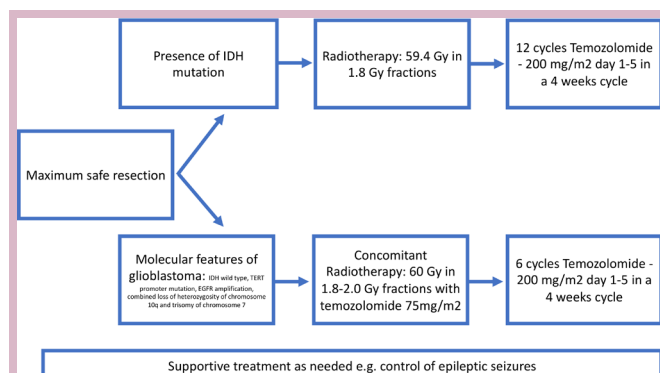 Presence of IDH
mutation
Radiotherapy: 59.4 Gy in
1.8 Gy fractions
12 cycles Temozolomide
- 200 mg/m2 day 1-5 in
a 4 weeks cycle
Maximum safe resection
Molecular features of
glioblastoma: IDH wild type, TERT
promoter mutation, EGFR amplification,
combined loss of heterozygosity of chromosome
10q and trisomy of chromosome 7
Concomitant
Radiotherapy: 60 Gy in
1.8-2.0 Gy fractions with
temozolomide 75mg/m2
6 cycles Temozolomide -
200 mg/m2 day 1-5 in a
4 weeks cycle
Supportive treatment as needed e.g. control of epileptic seizures